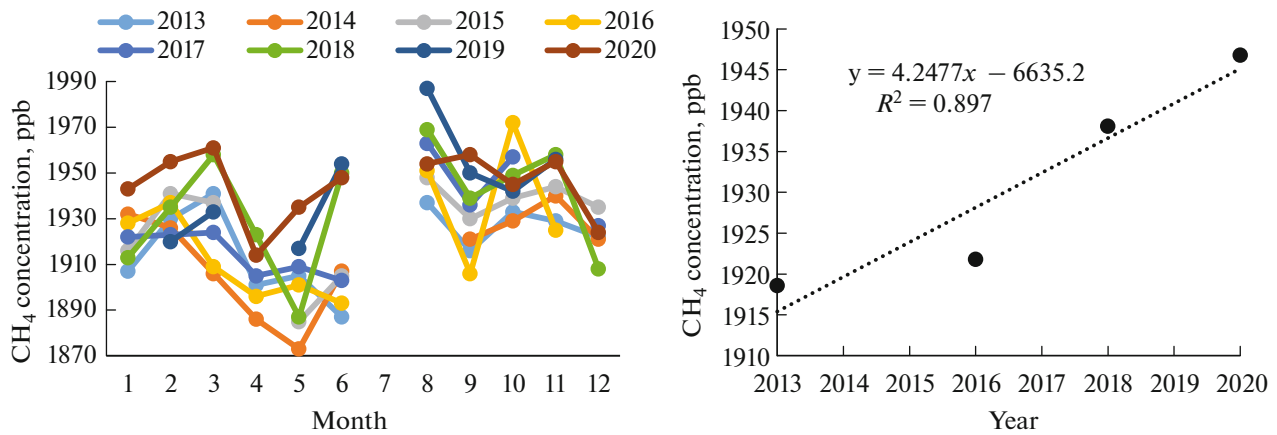 2013 2014 2015 2016
2017 2018 2019 2020
CH₄ concentration, ppb
1990
1970
1950
1930
1910
1890
1870
1 2 3 4 5 6 7 8 9 10 11 12
Month
CH₄ concentration, ppb
1950
1945
1940
1935
1930
1925
1920
1915
1910
y = 4.2477x − 6635.2
R² = 0.897
2013 2014 2015 2016 2017 2018 2019 2020
Year